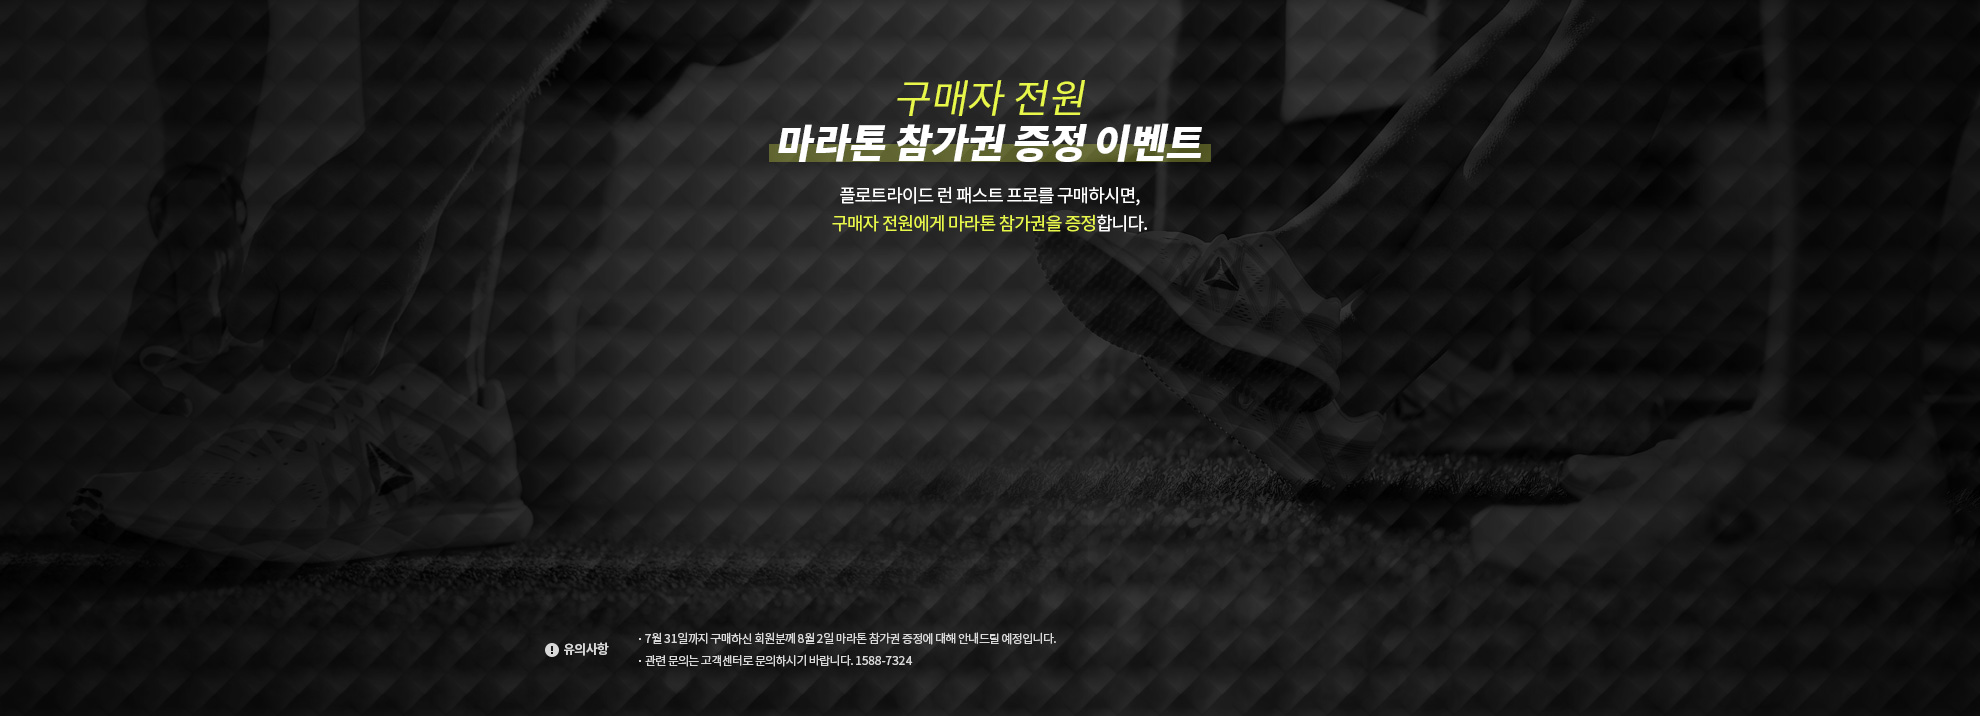 구매자 전원
마라톤 참가권 증정 이벤트
플로트라이드 런 패스트 프로를 구매하시면,
구매자 전원에게 마라톤 참가권을 증정합니다.
유의사항
· 7월 31일까지 구매하신 회원분께 8월 2일 마라톤 참가권 증정에 대해 안내드릴 예정입니다.
· 관련 문의는 고객센터로 문의하시기 바랍니다. 1588-7324